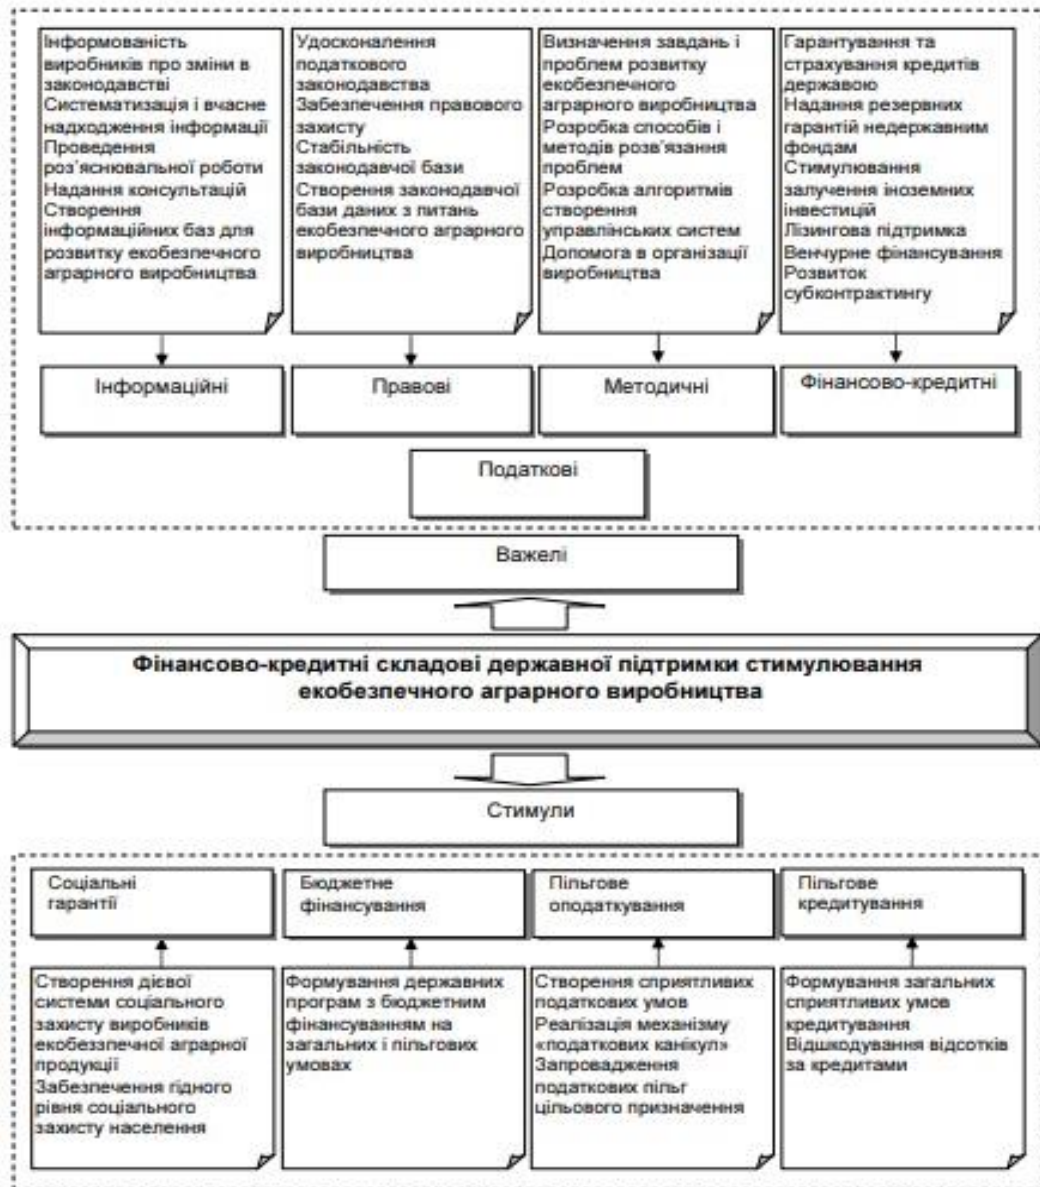 Інформованість
виробників про зміни в
законодавстві
Систематизація і вчасне
надходження інформації
Проведення
роз’яснювальної роботи
Надання консультацій
Створення
інформаційних баз для
розвитку екобезпечного
аграрного виробництва
Удосконалення
податкового
законодавства
Забезпечення правового
захисту
Стабільність
законодавчої бази
Створення законодавчої
бази даних з питань
екобезпечного аграрного
виробництва
Визначення завдань і
проблем розвитку
екобезпечного
аграрного виробництва
Розробка способів і
методів розв’язання
проблем
Розробка алгоритмів
створення
управлінських систем
Допомога в організації
виробництва
Гарантування та
страхування кредитів
державою
Надання резервних
гарантій недержавним
фондам
Стимулювання
залучення іноземних
інвестицій
Лізингова підтримка
Венчурне фінансування
Розвиток
субконтрактингу
Інформаційні
Правові
Методичні
Фінансово-кредитні
Податкові
Важелі
Фінансово-кредитні складові державної підтримки стимулювання
екобезпечного аграрного виробництва
Стимули
Соціальні
гарантії
Бюджетне
фінансування
Пільгове
оподаткування
Пільгове
кредитування
Створення дієвої
системи соціального
захисту виробників
екобеззпечної аграрної
продукції
Забезпечення гідного
рівня соціального
захисту населення
Формування державних
програм з бюджетним
фінансуванням на
загальних і пільгових
умовах
Створення сприятливих
податкових умов
Реалізація механізму
«податкових канікул»
Запровадження
податкових пільг
цільового призначення
Формування загальних
сприятливих умов
кредитування
Відшкодування відсотків
за кредитами